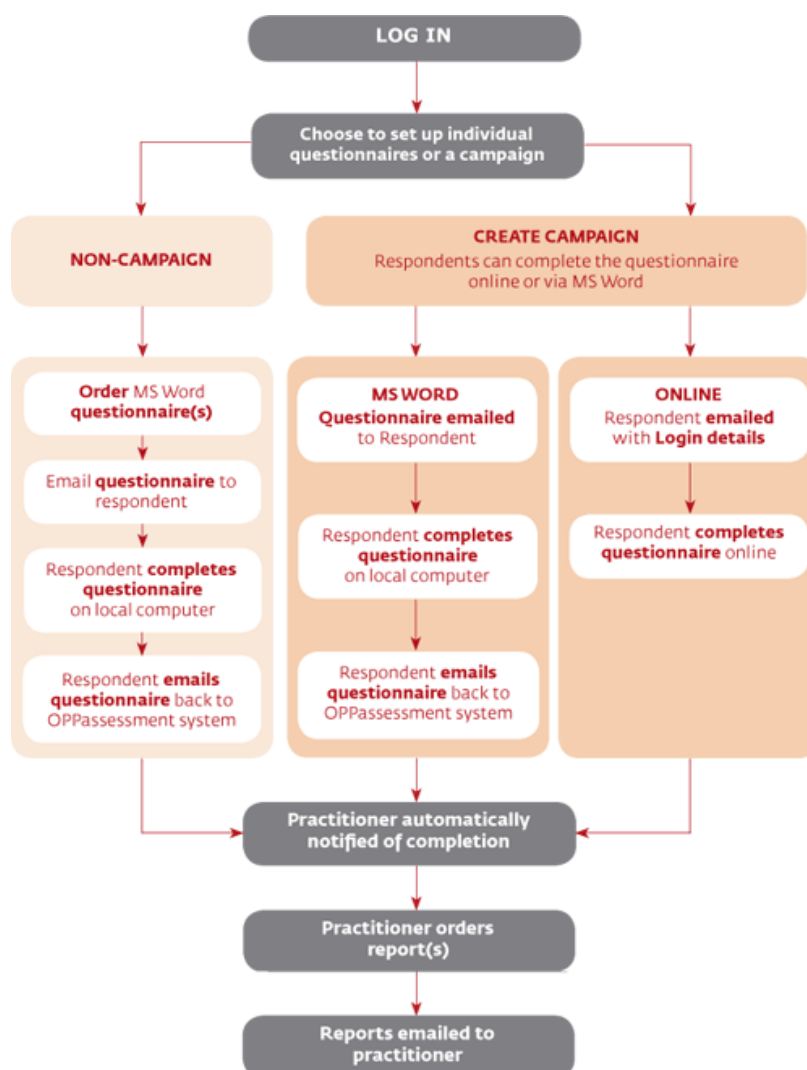 LOG IN
Choose to set up individual
questionnaires or a campaign
NON-CAMPAIGN
CREATE CAMPAIGN
Respondents can complete the questionnaire
online or via MS Word
Order MS Word
questionnaire(s)
Email questionnaire to
respondent
Respondent completes
questionnaire
on local computer
Respondent emails
questionnaire back to
OPPassessment system
MS WORD
Questionnaire emailed
to Respondent
Respondent completes
questionnaire
on local computer
Respondent emails
questionnaire back to
OPPassessment system
ONLINE
Respondent emailed
with Login details
Respondent completes
questionnaire online
Practitioner automatically
notified of completion
Practitioner orders
report(s)
Reports emailed to
practitioner